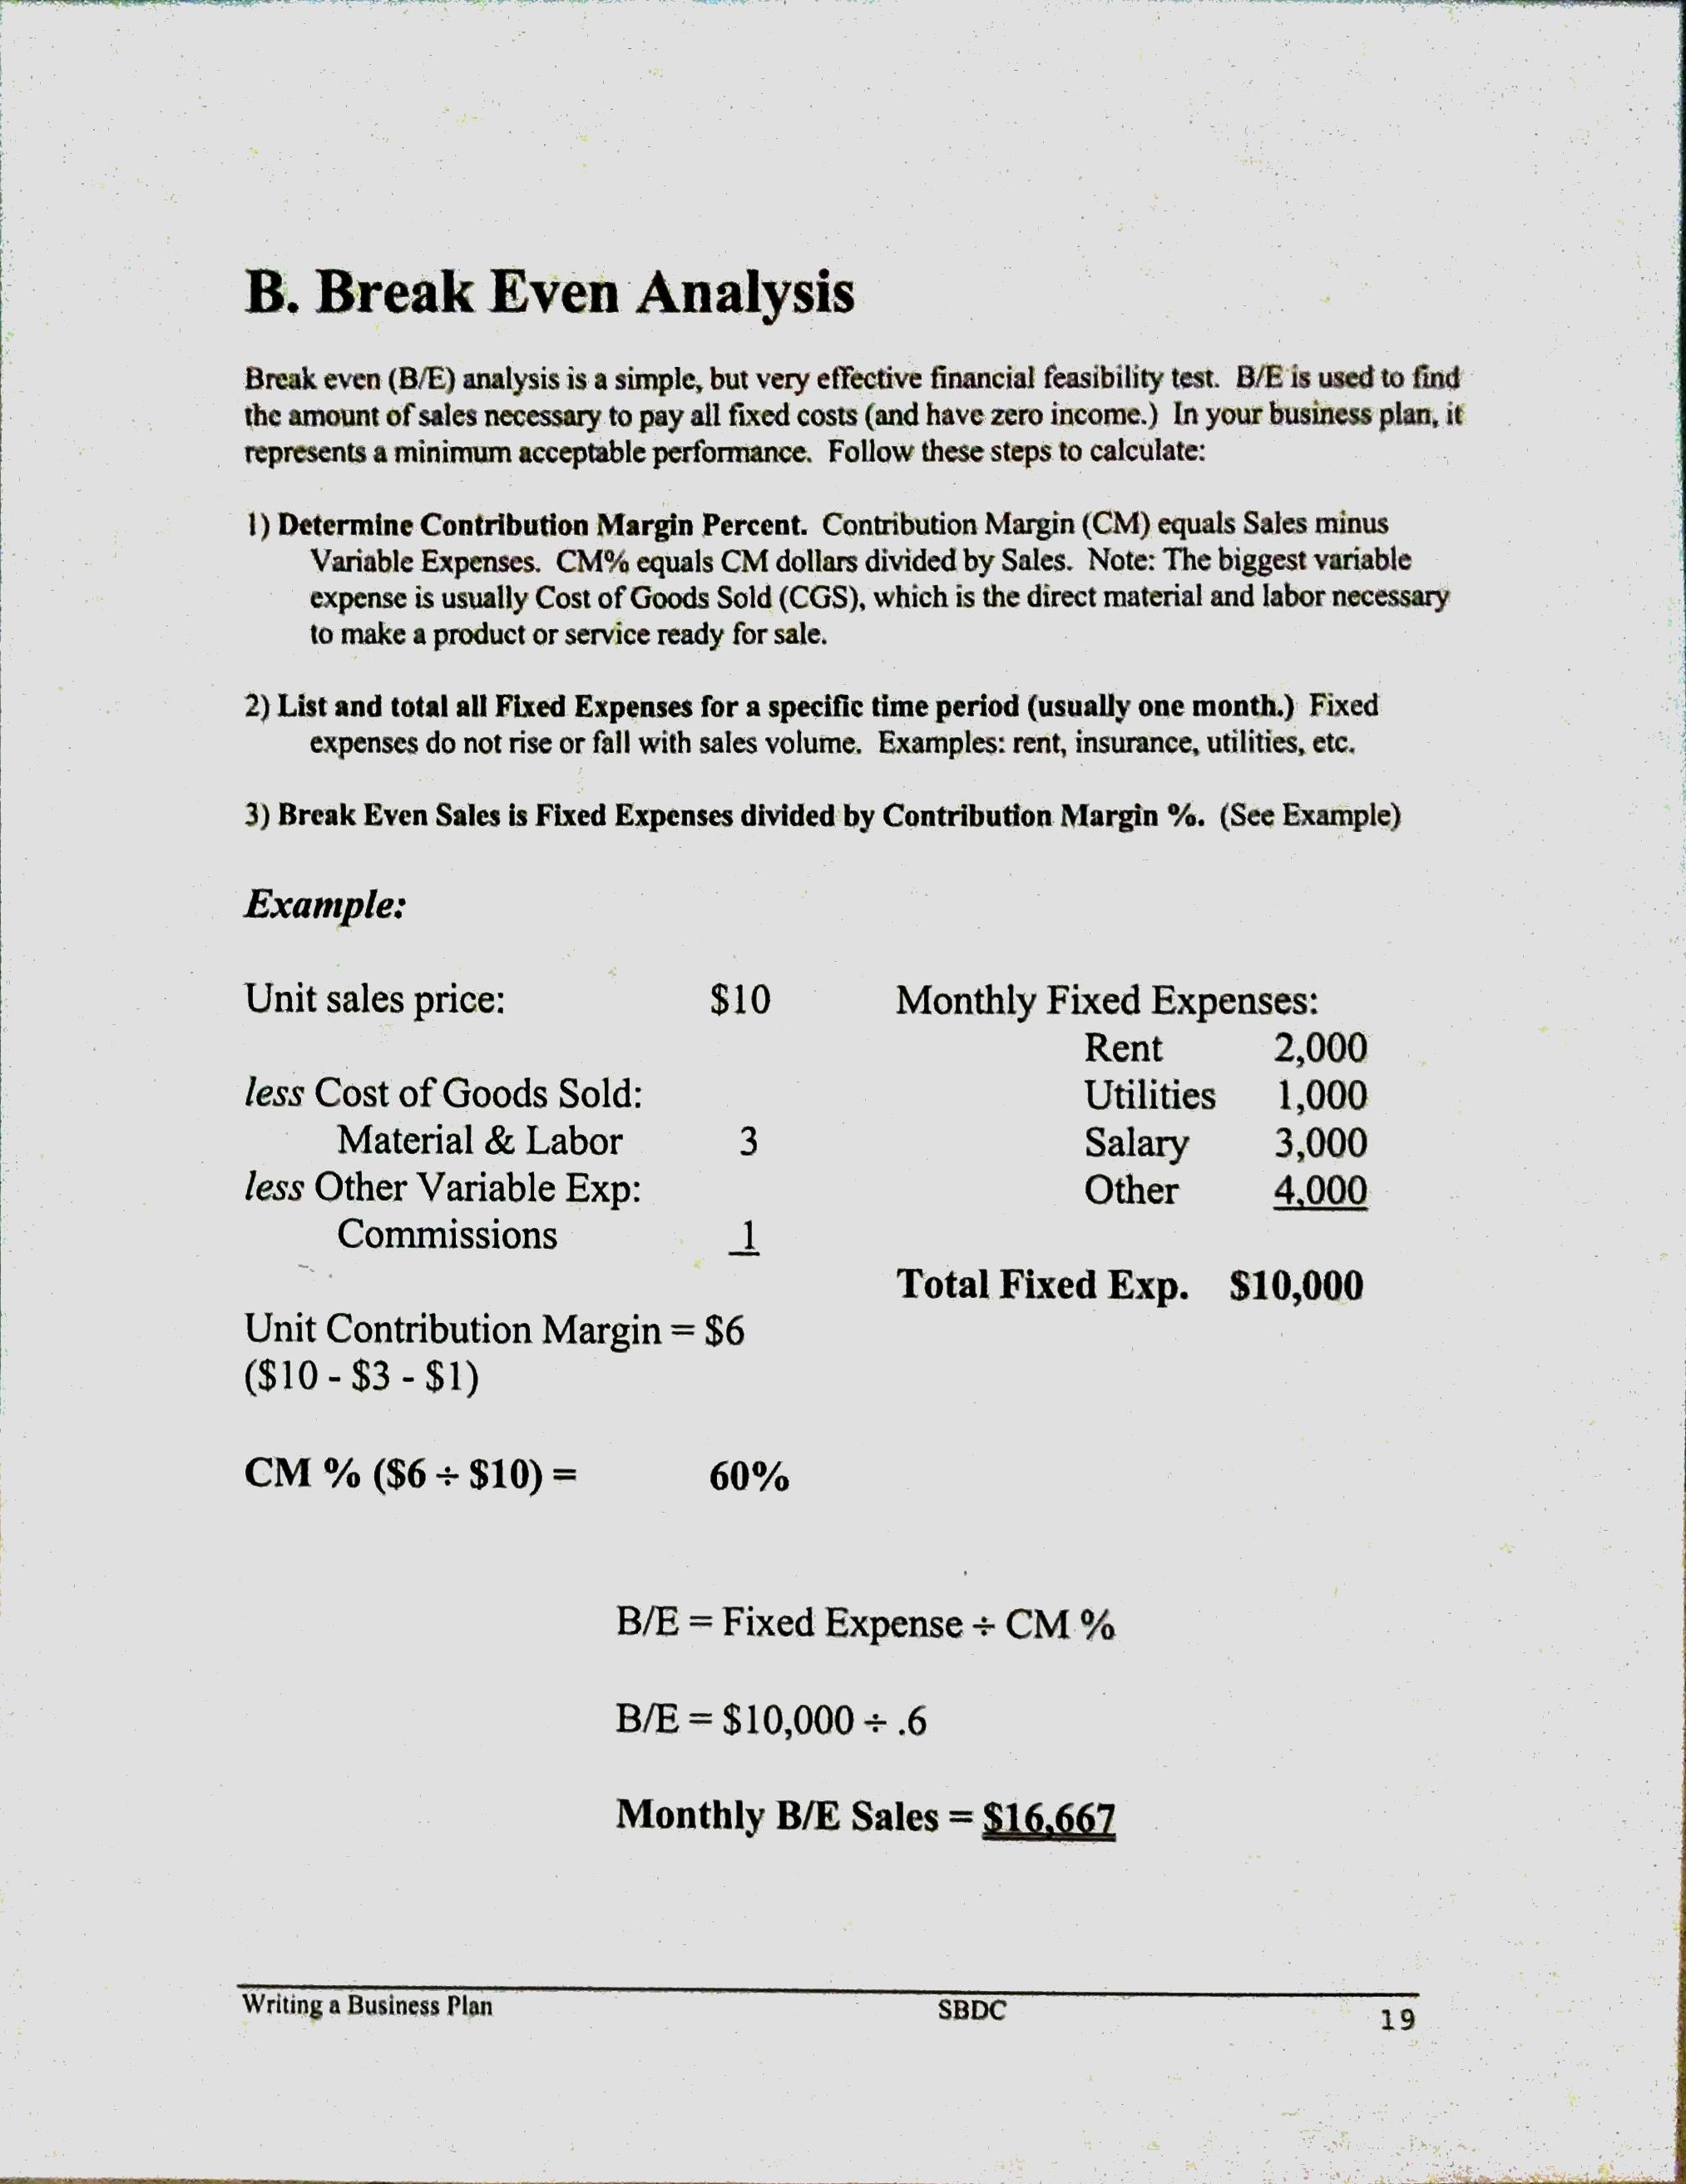 B. Break Even Analysis
Break even (B/E) analysis is a simple, but very effective financial feasibility test. B/E is used to find
the amount of sales necessary to pay all fixed costs (and have zero income.) In your business plan, it
represents a minimum acceptable performance. Follow these steps to calculate:
1) Determine Contribution Margin Percent. Contribution Margin (CM) equals Sales minus
Variable Expenses. CM% equals CM dollars divided by Sales. Note: The biggest variable
expense is usually Cost of Goods Sold (CGS), which is the direct material and labor necessary
to make a product or service ready for sale.
2) List and total all Fixed Expenses for a specific time period (usually one month.) Fixed
expenses do not rise or fall with sales volume. Examples: rent, insurance, utilities, etc.
3) Break Even Sales is Fixed Expenses divided by Contribution Margin %. (See Example)
Example:
Unit sales price: $10
less Cost of Goods Sold:
Material & Labor 3
less Other Variable Exp:
Commissions 1
Unit Contribution Margin = $6
($10 - $3 - $1)
CM % ($6 ÷ $10) = 60%
Monthly Fixed Expenses:
Rent 2,000
Utilities 1,000
Salary 3,000
Other 4,000
Total Fixed Exp. $10,000
B/E = Fixed Expense ÷ CM %
B/E = $10,000 ÷ .6
Monthly B/E Sales = $16,667
Writing a Business Plan SBDC 19